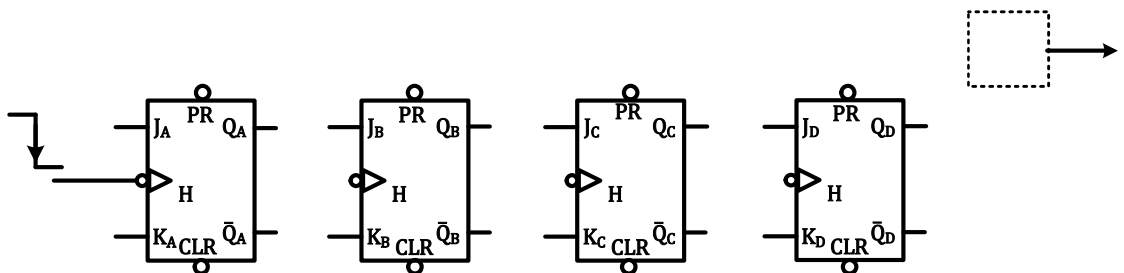 PR PR PR PR
J_A Q_A J_B Q_B J_C Q_C J_D Q_D
H H H H
K_A CLR Q̄_A K_B CLR Q̄_B K_C CLR Q̄_C K_D CLR Q̄_D